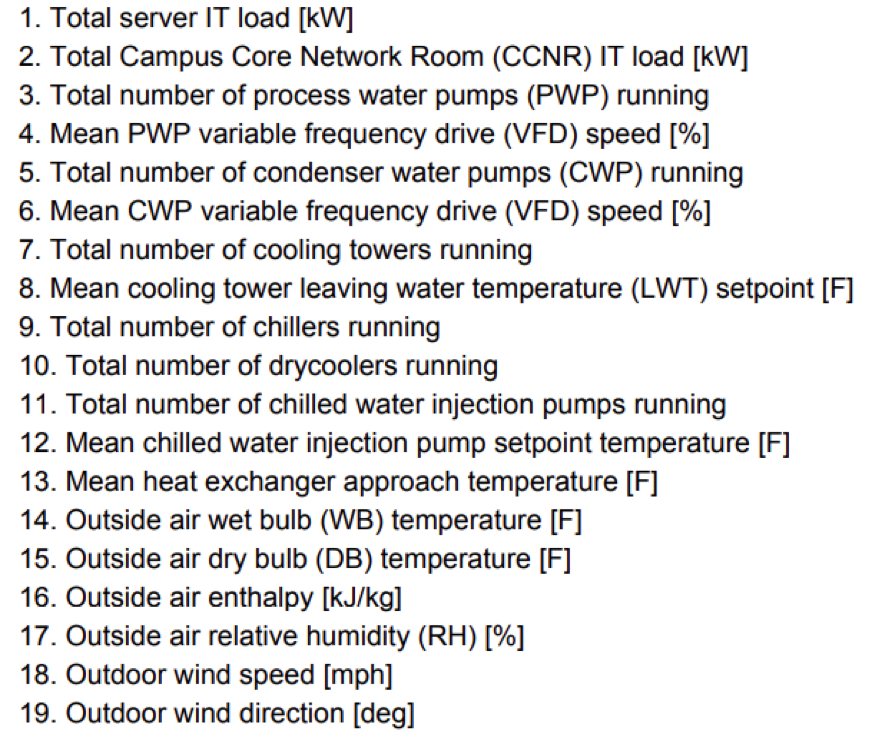 1. Total server IT load [kW]
2. Total Campus Core Network Room (CCNR) IT load [kW]
3. Total number of process water pumps (PWP) running
4. Mean PWP variable frequency drive (VFD) speed [%]
5. Total number of condenser water pumps (CWP) running
6. Mean CWP variable frequency drive (VFD) speed [%]
7. Total number of cooling towers running
8. Mean cooling tower leaving water temperature (LWT) setpoint [F]
9. Total number of chillers running
10. Total number of drycoolers running
11. Total number of chilled water injection pumps running
12. Mean chilled water injection pump setpoint temperature [F]
13. Mean heat exchanger approach temperature [F]
14. Outside air wet bulb (WB) temperature [F]
15. Outside air dry bulb (DB) temperature [F]
16. Outside air enthalpy [kJ/kg]
17. Outside air relative humidity (RH) [%]
18. Outdoor wind speed [mph]
19. Outdoor wind direction [deg]